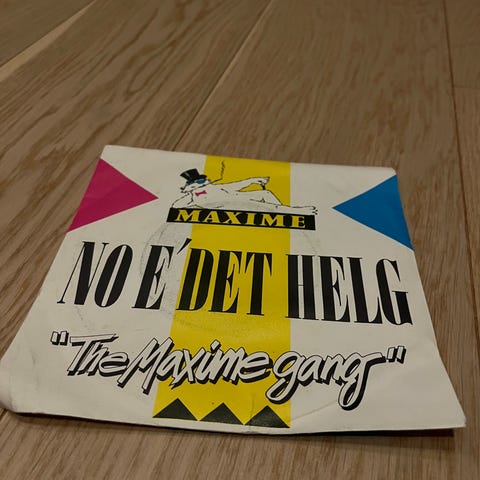 MAXIME
NO E' DET HELG
"The Maxime gang"